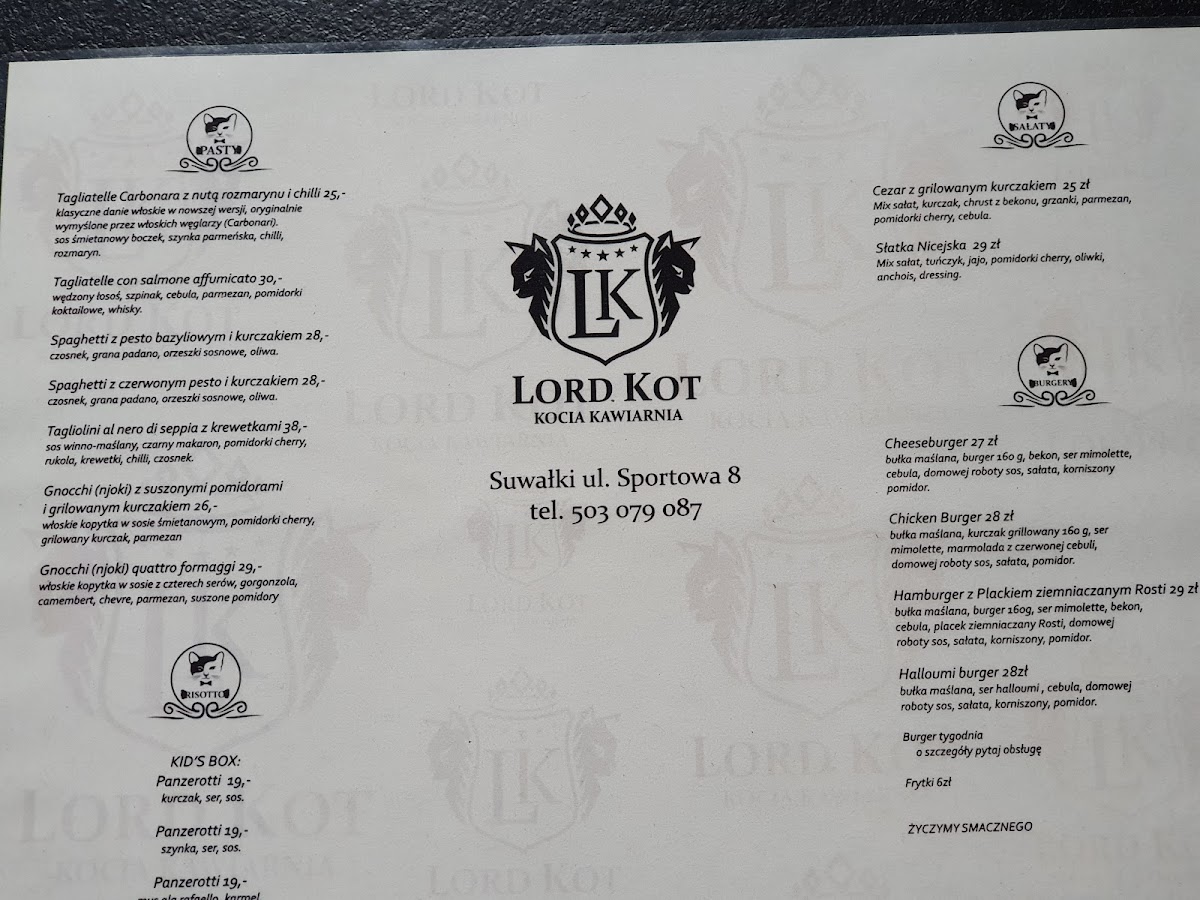 PASTY
Tagliatelle Carbonara z nutą rozmarynu i chilli 25,-
klasyczne danie włoskie w nowszej wersji, oryginalnie
wymyślone przez włoskich węglarzy (Carbonari).
sos śmietanowy boczek, szynka parmeńska, chilli,
rozmaryn.
Tagliatelle con salmone affumicato 30,-
wędzony łosoś, szpinak, cebula, parmezan, pomidorki
koktailowe, whisky.
Spaghetti z pesto bazyliowym i kurczakiem 28,-
czosnek, grana padano, orzeszki sosnowe, oliwa.
Spaghetti z czerwonym pesto i kurczakiem 28,-
czosnek, grana padano, orzeszki sosnowe, oliwa.
Tagliolini al nero di seppia z krewetkami 38,-
sos winno-maślany, czarny makaron, pomidorki cherry,
rukola, krewetki, chilli, czosnek.
Gnocchi (njoki) z suszonymi pomidorami
i grilowanym kurczakiem 26,-
włoskie kopytka w sosie śmietanowym, pomidorki cherry,
grilowany kurczak, parmezan
Gnocchi (njoki) quattro formaggi 29,-
włoskie kopytka w sosie z czterech serów, gorgonzola,
camembert, chevre, parmezan, suszone pomidory
RISOTTO
KID'S BOX:
Panzerotti 19,-
kurczak, ser, sos.
Panzerotti 19,-
szynka, ser, sos.
Panzerotti 19,-
LK
LORD KOT
KOCIA KAWIARNIA
Suwałki ul. Sportowa 8
tel. 503 079 087
SAŁATY
Cezar z grilowanym kurczakiem 25 zł
Mix sałat, kurczak, chrust z bekonu, grzanki, parmezan,
pomidorki cherry, cebula.
Słatka Nicejska 29 zł
Mix sałat, tuńczyk, jajo, pomidorki cherry, oliwki,
anchois, dressing.
BURGERY
Cheeseburger 27 zł
bułka maślana, burger 160 g, bekon, ser mimolette,
cebula, domowej roboty sos, sałata, korniszony
pomidor.
Chicken Burger 28 zł
bułka maślana, kurczak grillowany 160 g, ser
mimolette, marmolada z czerwonej cebuli,
domowej roboty sos, sałata, pomidor.
Hamburger z Plackiem ziemniaczanym Rosti 29 zł
bułka maślana, burger 160g, ser mimolette, bekon,
cebula, placek ziemniaczany Rosti, domowej
roboty sos, sałata, korniszony, pomidor.
Halloumi burger 28zł
bułka maślana, ser halloumi , cebula, domowej
roboty sos, sałata, korniszony, pomidor.
Burger tygodnia
o szczegóły pytaj obsługę
Frytki 6zł
ŻYCZYMY SMACZNEGO